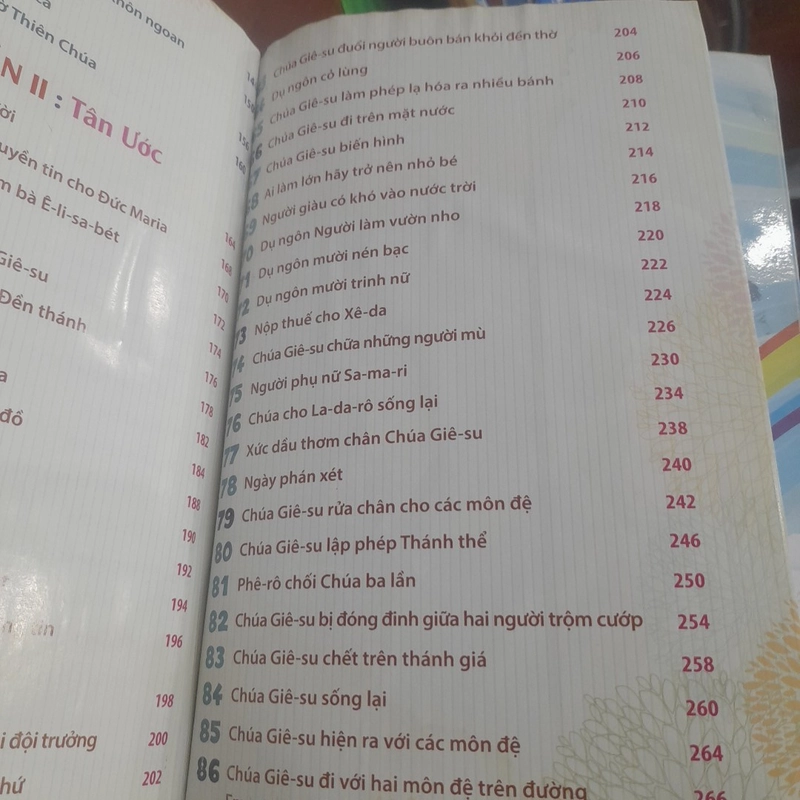 hôn ngoan
Thiên Chúa
N II : Tân Ước
ời
uyền tin cho Đức Maria
m bà Ê-li-sa-bét
Giê-su
Đền thánh
a
đồ
i đội trưởng
hứ
156
160
164
168
170
172
174
176
178
182
184
188
190
192
194
196
198
200
202
Chúa Giê-su đuổi người buôn bán khỏi đền thờ 204
Dụ ngôn cỏ lùng 206
Chúa Giê-su làm phép lạ hóa ra nhiều bánh 208
Chúa Giê-su đi trên mặt nước 210
Chúa Giê-su biến hình 212
Ai làm lớn hãy trở nên nhỏ bé 214
Người giàu có khó vào nước trời 216
Dụ ngôn Người làm vườn nho 218
Dụ ngôn mười nén bạc 220
Dụ ngôn mười trinh nữ 222
3 Nộp thuế cho Xê-da 224
74 Chúa Giê-su chữa những người mù 226
75 Người phụ nữ Sa-ma-ri 230
76 Chúa cho La-da-rô sống lại 234
77 Xức dầu thơm chân Chúa Giê-su 238
78 Ngày phán xét 240
79 Chúa Giê-su rửa chân cho các môn đệ 242
80 Chúa Giê-su lập phép Thánh thể 246
81 Phê-rô chối Chúa ba lần 250
82 Chúa Giê-su bị đóng đinh giữa hai người trộm cướp 254
83 Chúa Giê-su chết trên thánh giá 258
84 Chúa Giê-su sống lại 260
85 Chúa Giê-su hiện ra với các môn đệ 264
86 Chúa Giê-su đi với hai môn đệ trên đường 266